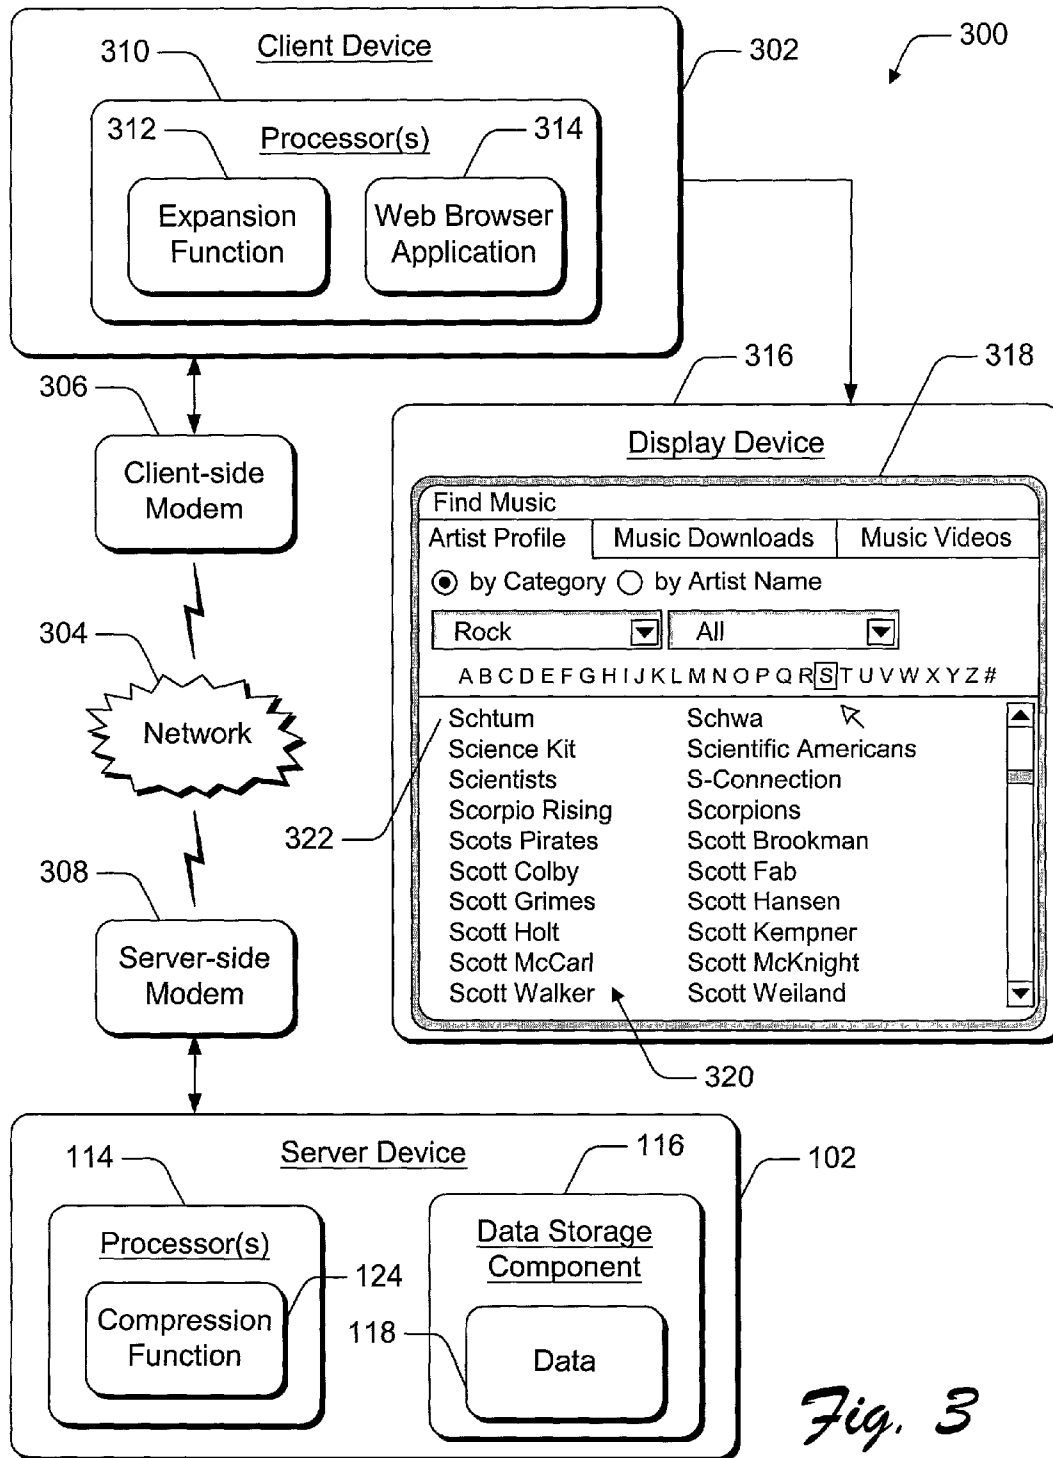 Client Device
310
302
300
312
Processor(s)
314
Expansion
Function
Web Browser
Application
306
Client-side
Modem
304
Network
308
Server-side
Modem
316
318
Display Device
Find Music
Artist Profile
Music Downloads
Music Videos
by Category
by Artist Name
Rock
All
A B C D E F G H I J K L M N O P Q R S T U V W X Y Z #
Schtum
Schwa
Science Kit
Scientific Americans
Scientists
S-Connection
Scorpio Rising
Scorpions
322
Scots Pirates
Scott Brookman
Scott Colby
Scott Fab
Scott Grimes
Scott Hansen
Scott Holt
Scott Kempner
Scott McCarl
Scott McKnight
Scott Walker
Scott Weiland
320
Server Device
114
116
102
Processor(s)
124
Compression
Function
Data Storage
Component
118
Data
Fig. 3